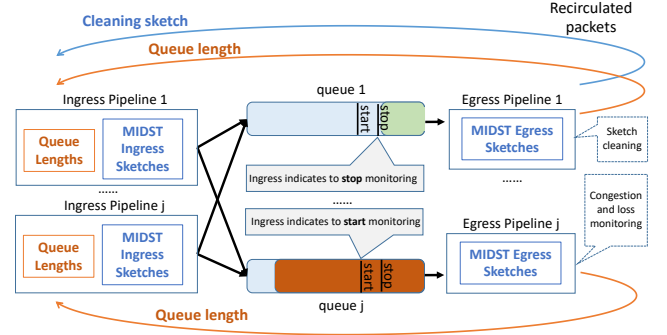 Cleaning sketch
Recirculated
packets
Queue length
Ingress Pipeline 1
queue 1
Egress Pipeline 1
Queue
Lengths
MIDST
Ingress
Sketches
start
stop
MIDST Egress
Sketches
Sketch
cleaning
Ingress indicates to stop monitoring
......
......
......
Ingress Pipeline j
Ingress indicates to start monitoring
Egress Pipeline j
Congestion and
loss
monitoring
Queue
Lengths
MIDST
Ingress
Sketches
start
stop
MIDST Egress
Sketches
queue j
Queue length